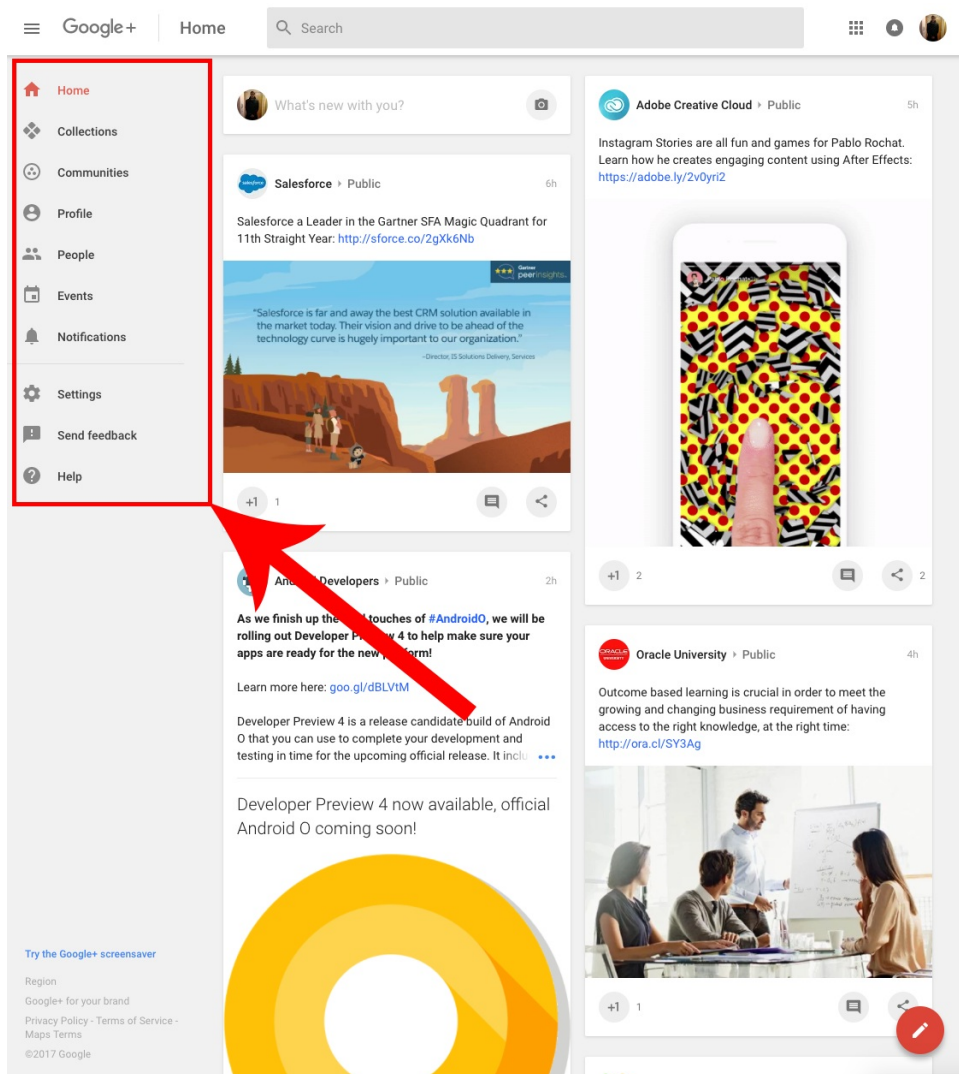 Google+
Home
Search
Home
Collections
Communities
Profile
People
Events
Notifications
Settings
Send feedback
Help
Try the Google+ screensaver
Region
Google+ for your brand
Privacy Policy - Terms of Service -
Maps Terms
©2017 Google
What's new with you?
Salesforce ▸ Public
6h
Salesforce a Leader in the Gartner SFA Magic Quadrant for
11th Straight Year: http://sforce.co/2gXk6Nb
Gartner
peerinsights
"Salesforce is far and away the best CRM solution available in
the market today. Their vision and drive to be ahead of the
technology curve is hugely important to our organization."
-Director, IS Solutions Delivery, Services
+1 1
Developers ▸ Public
2h
As we finish up the touches of #AndroidO, we will be
rolling out Developer 4 to help make sure your
apps are ready for the new
Learn more here: goo.gl/dBLVtM
Developer Preview 4 is a release candidate build of Android
O that you can use to complete your development and
testing in time for the upcoming official release. It
Developer Preview 4 now available, official
Android O coming soon!
Adobe Creative Cloud ▸ Public
5h
Instagram Stories are all fun and games for Pablo Rochat.
Learn how he creates engaging content using After Effects:
https://adobe.ly/2v0yri2
+1 2
2
ORACLE
Oracle University ▸ Public
4h
Outcome based learning is crucial in order to meet the
growing and changing business requirement of having
access to the right knowledge, at the right time:
http://ora.cl/SY3Ag
+1 1